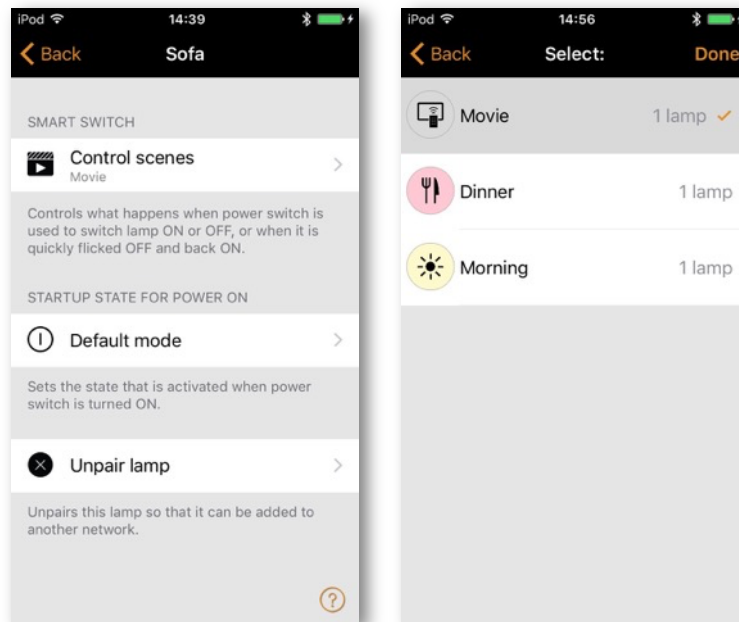 iPod 14:39
Back Sofa
SMART SWITCH
Control scenes
Movie
Controls what happens when power switch is
used to switch lamp ON or OFF, or when it is
quickly flicked OFF and back ON.
STARTUP STATE FOR POWER ON
Default mode
Sets the state that is activated when power
switch is turned ON.
Unpair lamp
Unpairs this lamp so that it can be added to
another network.
?
iPod 14:56
Back Select: Done
Movie 1 lamp
Dinner 1 lamp
Morning 1 lamp